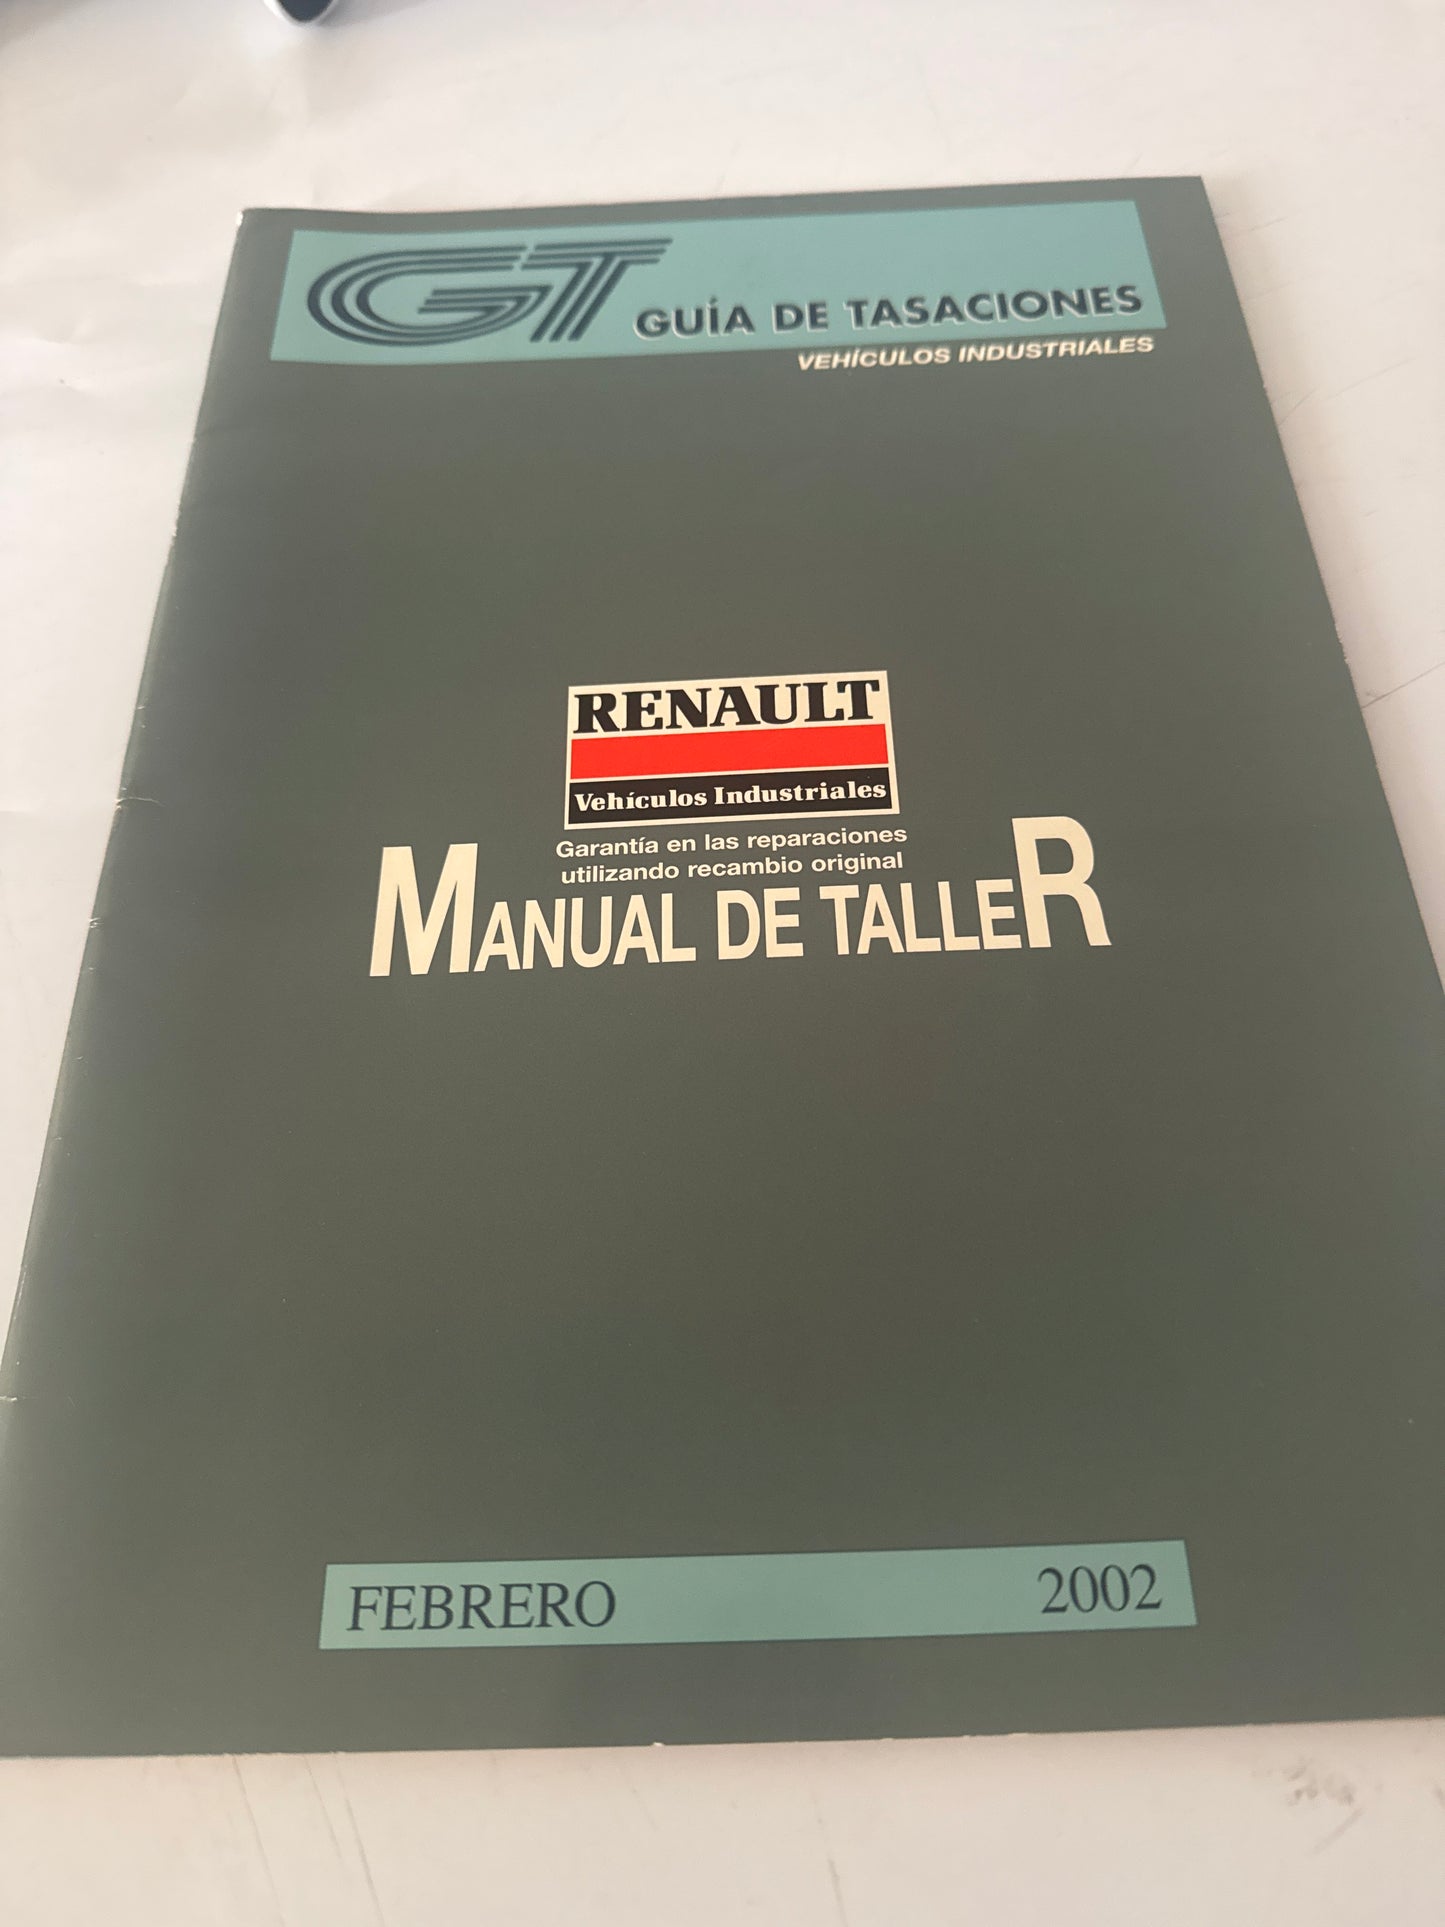 GT GUÍA DE TASACIONES
VEHÍCULOS INDUSTRIALES
RENAULT
Vehículos Industriales
Garantía en las reparaciones
utilizando recambio original
MANUAL DE TALLER
FEBRERO 2002